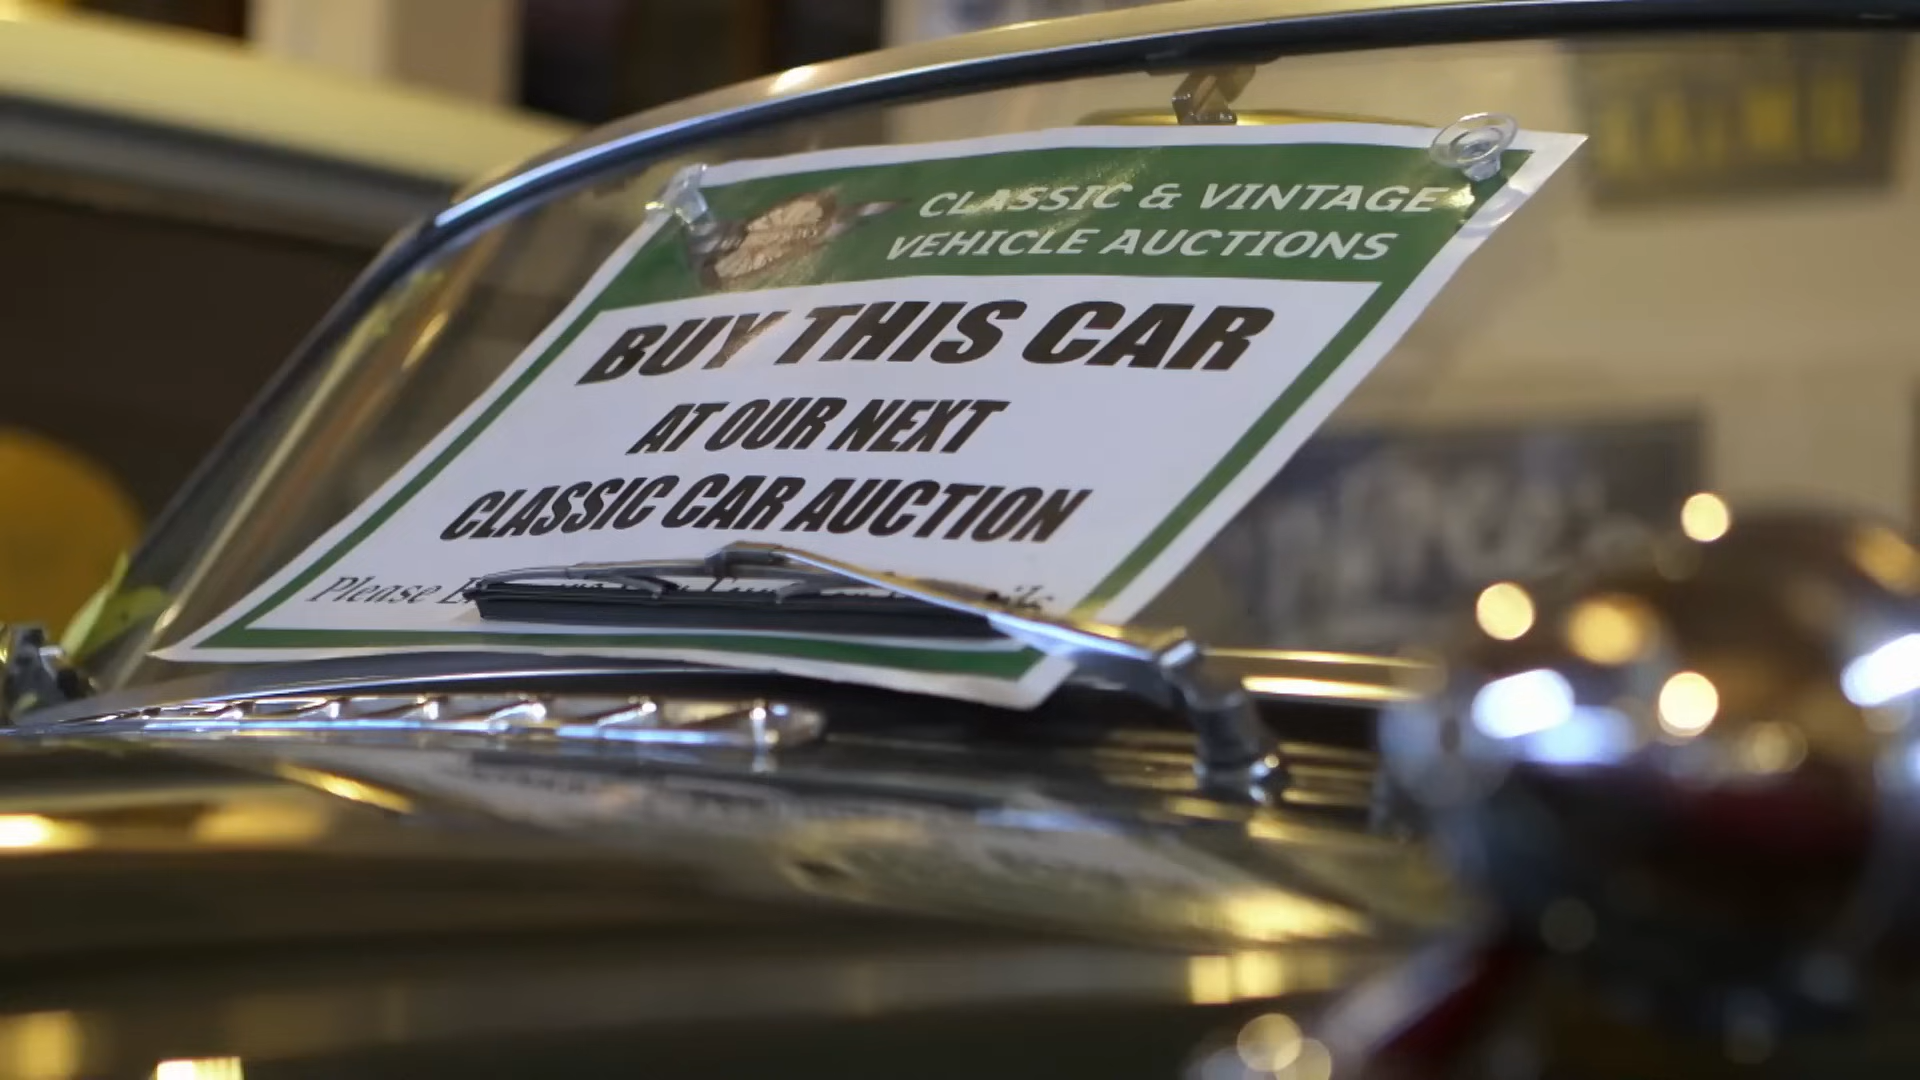 CLASSIC & VINTAGE
VEHICLE AUCTIONS
BUY THIS CAR
AT OUR NEXT
CLASSIC CAR AUCTION
Please